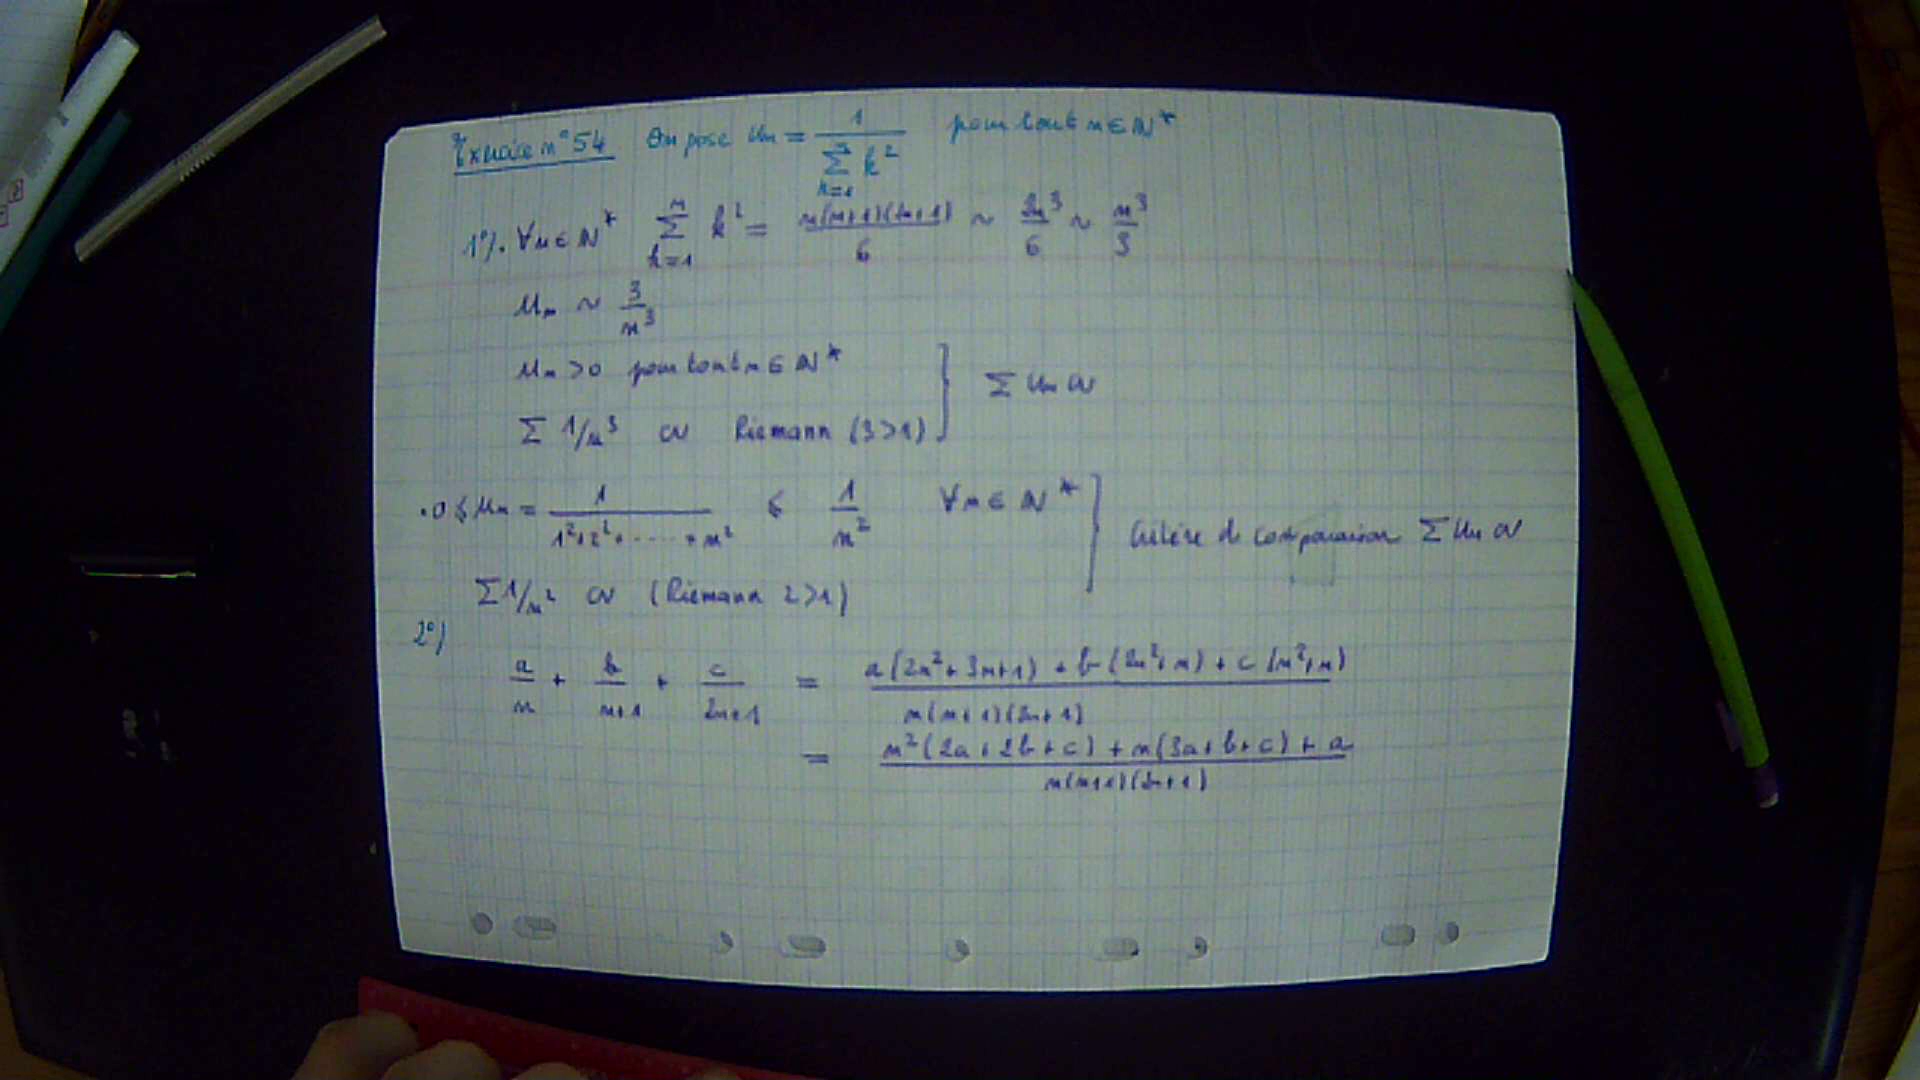 Exercice n°54 On pose Un = 1 / ∑_{k=1}^{n} k² pour tout n ∈ ℕ*
1°/. ∀n ∈ ℕ* ∑_{k=1}^{n} k² = n(n+1)(2n+1) / 6 ~ 2n³/6 ~ n³/3
Un ~ 3/n³
Un > 0 pour tout n ∈ ℕ*
∑ Un CV
∑ 1/n³ CV Riemann (3>1)
. 0 ≤ Un = 1 / (1²+2²+.....+n²) ≤ 1/n² ∀n ∈ ℕ*
Critère de comparaison ∑ Un CV
∑ 1/n² CV (Riemann 2>1)
2°/
a/n + b/(n+1) + c/(2n+1) = [a(2n²+3n+1) + b(2n²+n) + c(n²+n)] / n(n+1)(2n+1)
= [n²(2a+2b+c) + n(3a+b+c) + a] / n(n+1)(2n+1)